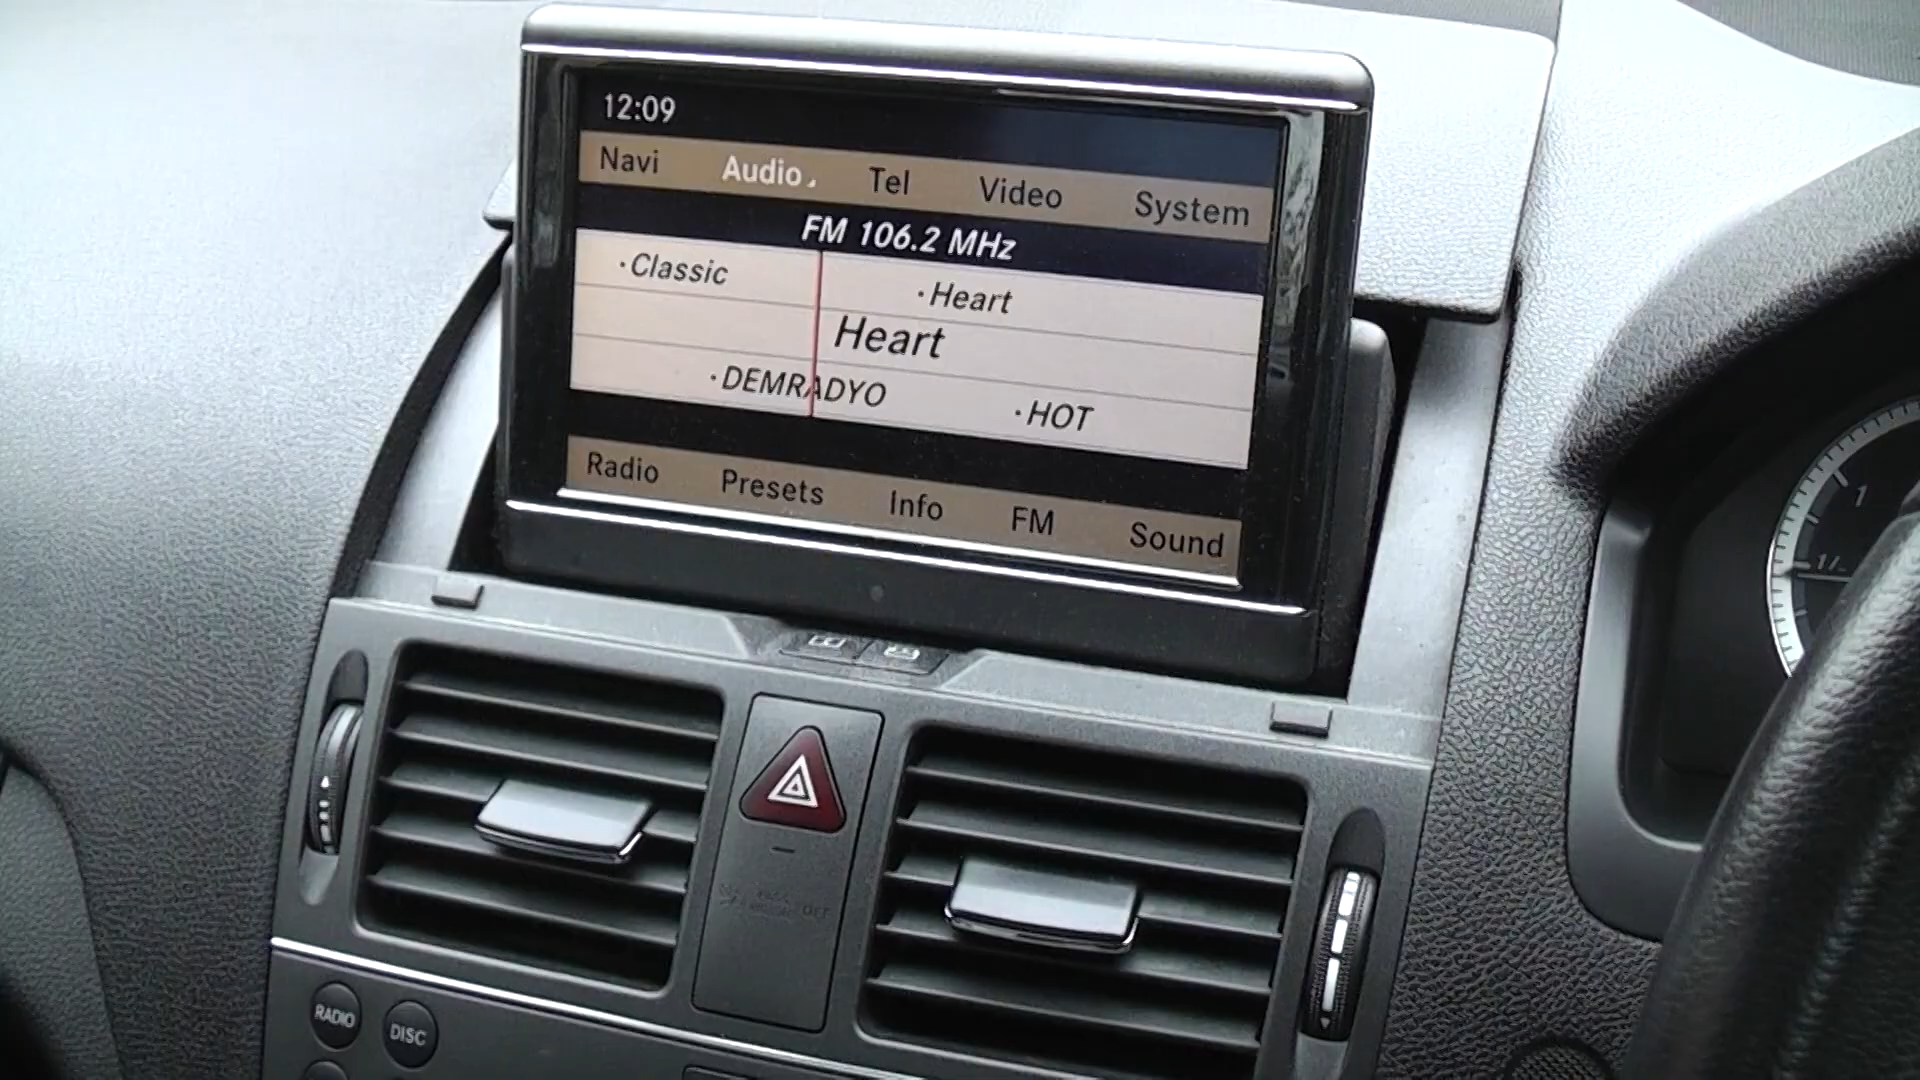 12:09
Navi Audio Tel Video System
FM 106.2 MHz
·Classic ·Heart
Heart
·DEMRADYO ·HOT
Radio Presets Info FM Sound
1
RADIO DISC